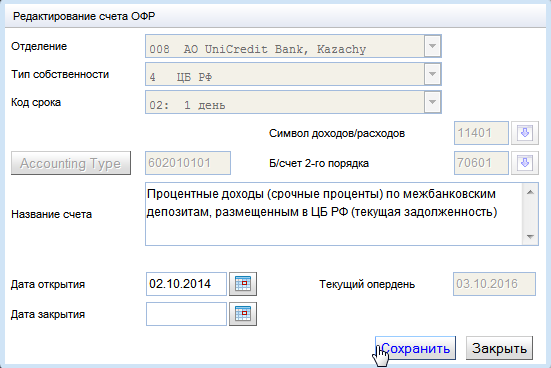 Редактирование счета ОФР
Отделение 008 АО UniCredit Bank, Kazachy
Тип собственности 4 ЦБ РФ
Код срока 02: 1 день
Символ доходов/расходов 11401
Accounting Type 602010101 Б/счет 2-го порядка 70601
Название счета
Процентные доходы (срочные проценты) по межбанковским
депозитам, размещенным в ЦБ РФ (текущая задолженность)
Дата открытия 02.10.2014 Текущий опердень 03.10.2016
Дата закрытия
Сохранить Закрыть